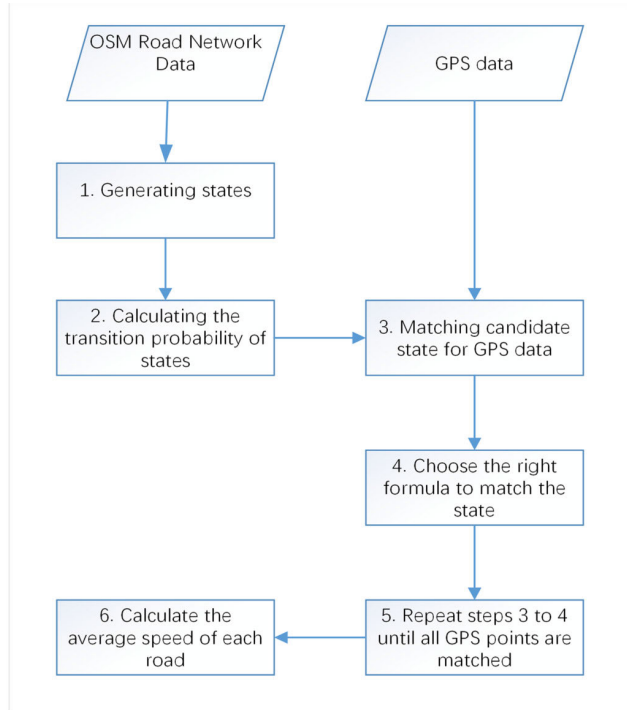 OSM Road Network
Data
GPS data
1. Generating states
2. Calculating the
transition probability of
states
3. Matching candidate
state for GPS data
4. Choose the right
formula to match the
state
5. Repeat steps 3 to 4
until all GPS points are
matched
6. Calculate the
average speed of each
road